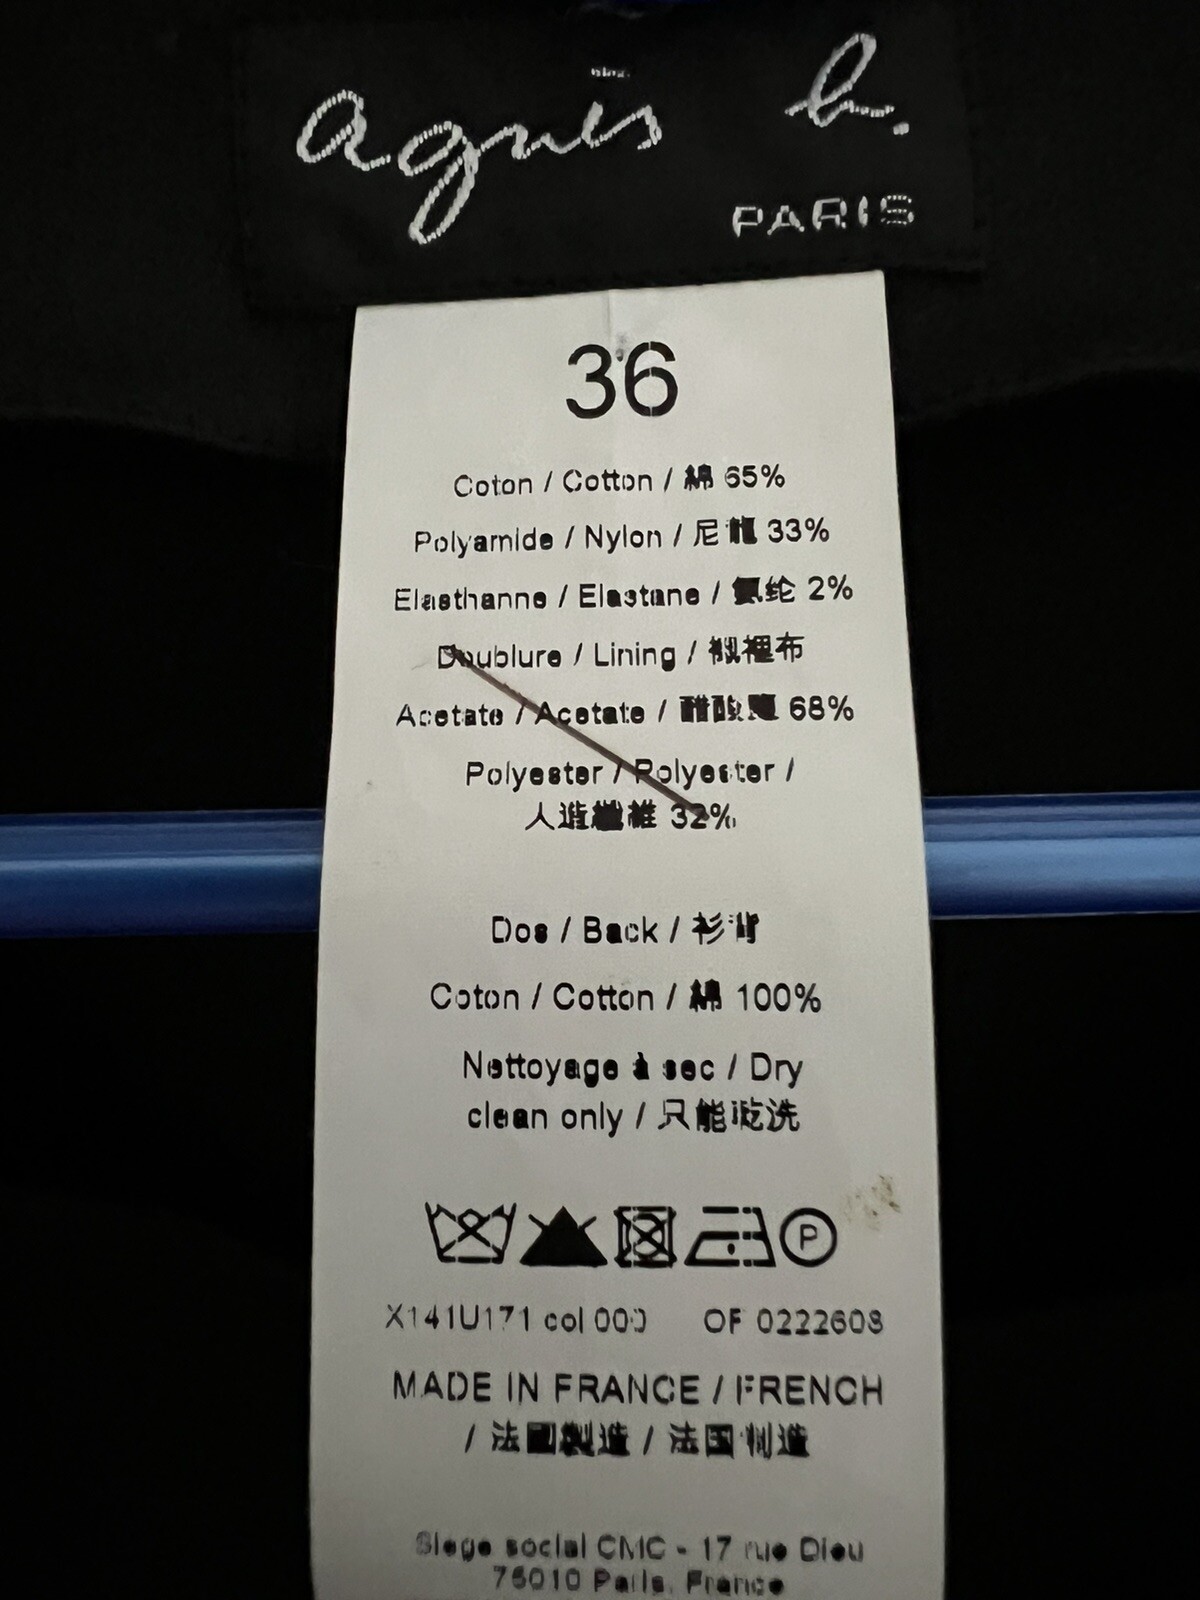 agnès b.
PARIS
36
Coton / Cotton / 綿 65%
Polyamide / Nylon / 尼龍 33%
Elasthanne / Elastane / 氨纶 2%
Doublure / Lining / 襯裡布
Acetate / Acetate / 醋酸鹽 68%
Polyester / Polyester /
人造纖維 32%
Dos / Back / 衫背
Coton / Cotton / 綿 100%
Nettoyage à sec / Dry
clean only / 只能乾洗
P
X141U171 col 000 OF 0222608
MADE IN FRANCE / FRENCH
/ 法國製造 / 法国制造
Siege social CMC - 17 rue Dieu
75010 Paris, France